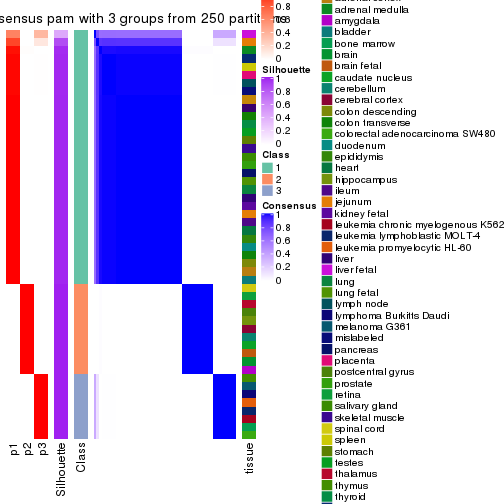 sensus pam with 3 groups from 250 partit
0.8
0.6
0.4
0.2
0
Silhouette
1
0.8
0.6
0.4
0.2
0
Class
1
2
3
Consensus
1
0.8
0.6
0.4
0.2
0
adrenal medulla
amygdala
bladder
bone marrow
brain
brain fetal
caudate nucleus
cerebellum
cerebral cortex
colon descending
colon transverse
colorectal adenocarcinoma SW480
duodenum
epididymis
heart
hippocampus
ileum
jejunum
kidney fetal
leukemia chronic myelogenous K562
leukemia lymphoblastic MOLT-4
leukemia promyelocytic HL-60
liver
liver fetal
lung
lung fetal
lymph node
lymphoma Burkitts Daudi
melanoma G361
mislabeled
pancreas
placenta
postcentral gyrus
prostate
retina
salivary gland
skeletal muscle
spinal cord
spleen
stomach
testes
thalamus
thymus
thyroid
p1
p2
p3
Silhouette
Class
tissue